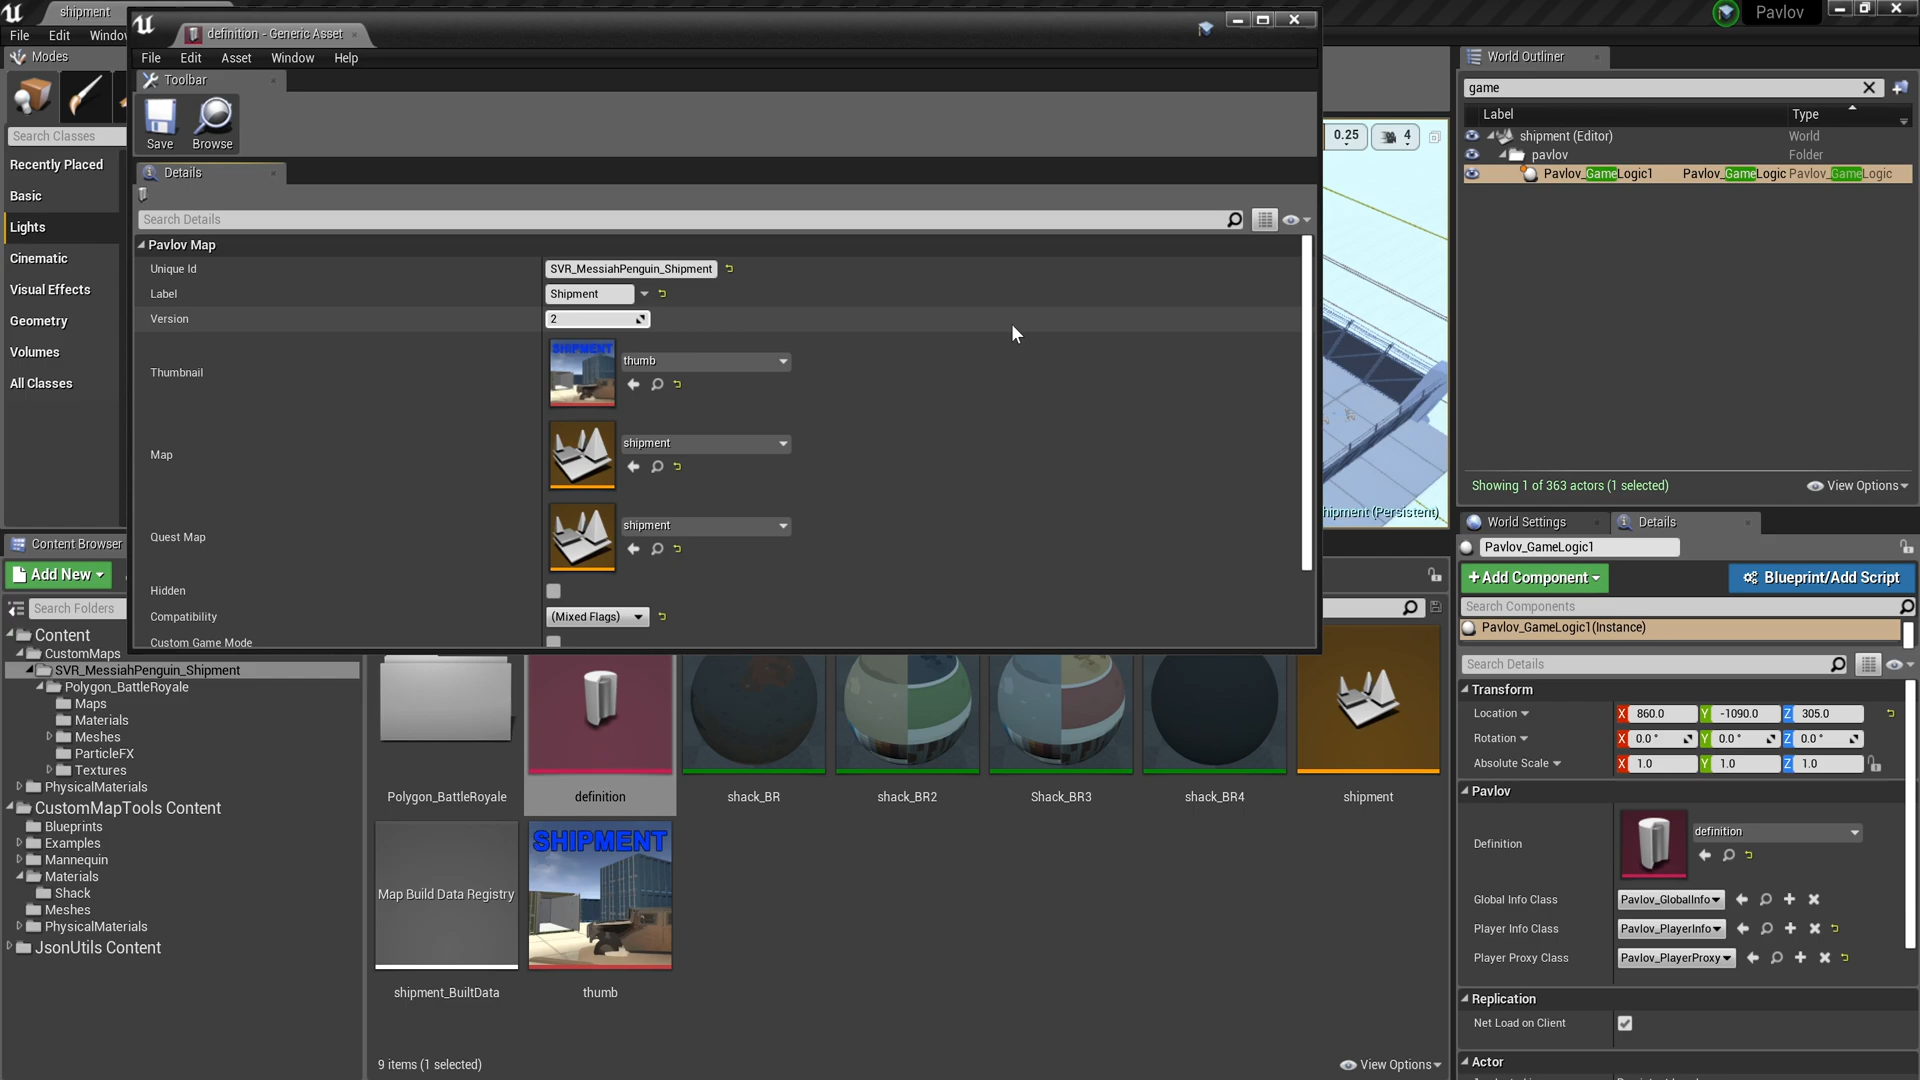 shipment
Pavlov
File Edit Windo
Modes
Search Classes
Recently Placed
Basic
Lights
Cinematic
Visual Effects
Geometry
Volumes
All Classes
definition - Generic Asset
File Edit Asset Window Help
Toolbar
Save Browse
Details
Search Details
Pavlov Map
Unique Id SVR_MessiahPenguin_Shipment
Label Shipment
Version 2
Thumbnail thumb
SHIPMENT
Map shipment
Quest Map shipment
Hidden
Compatibility (Mixed Flags)
Custom Game Mode
0.25 4
hipment (Persistent)
World Outliner
game
Label Type
shipment (Editor) World
pavlov Folder
Pavlov_GameLogic1 Pavlov_GameLogic Pavlov_GameLogic
Showing 1 of 363 actors (1 selected) View Options
Content Browser
Add New
Search Folders
Content
CustomMaps
SVR_MessiahPenguin_Shipment
Polygon_BattleRoyale
Maps
Materials
Meshes
ParticleFX
Textures
PhysicalMaterials
CustomMapTools Content
Blueprints
Examples
Mannequin
Materials
Shack
Meshes
PhysicalMaterials
JsonUtils Content
Polygon_BattleRoyale definition shack_BR shack_BR2 Shack_BR3 shack_BR4 shipment
Map Build Data Registry
SHIPMENT
shipment_BuiltData thumb
9 items (1 selected) View Options
World Settings Details
Pavlov_GameLogic1
+Add Component Blueprint/Add Script
Search Components
Pavlov_GameLogic1(Instance)
Search Details
Transform
Location X 860.0 Y -1090.0 Z 305.0
Rotation X 0.0 ° Y 0.0 ° Z 0.0 °
Absolute Scale X 1.0 Y 1.0 Z 1.0
Pavlov
Definition definition
Global Info Class Pavlov_GlobalInfo
Player Info Class Pavlov_PlayerInfo
Player Proxy Class Pavlov_PlayerProxy
Replication
Net Load on Client
Actor